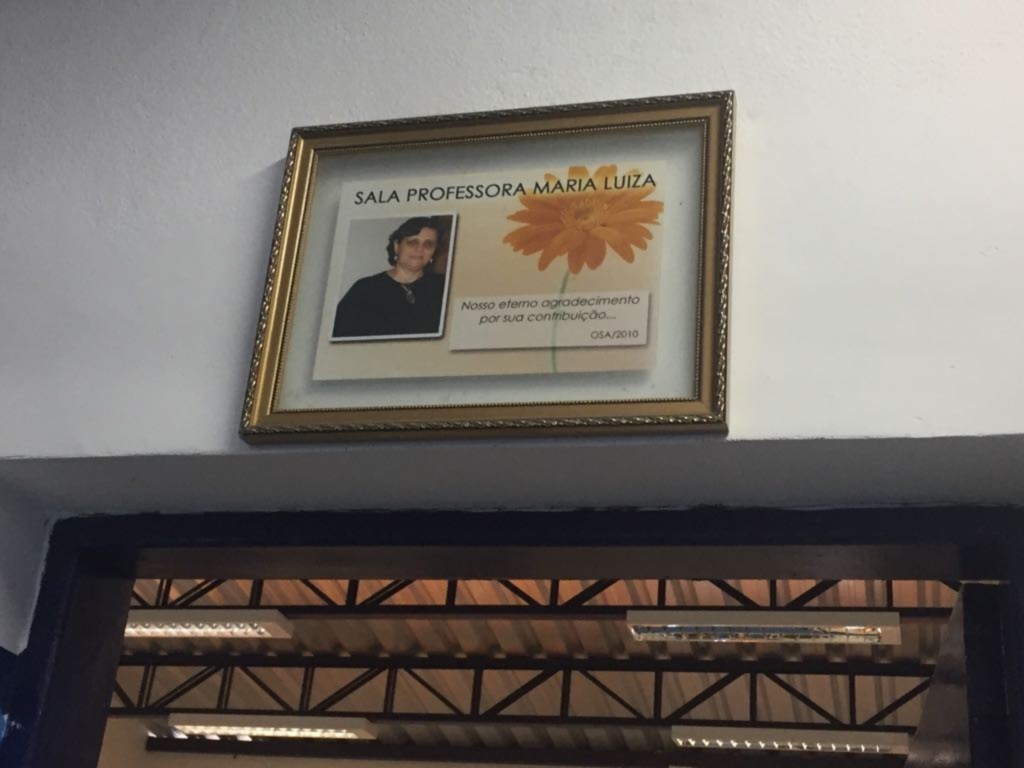 SALA PROFESSORA MARIA LUIZA
Nosso eterno agradecimento
por sua contribuição...
OSA/2010